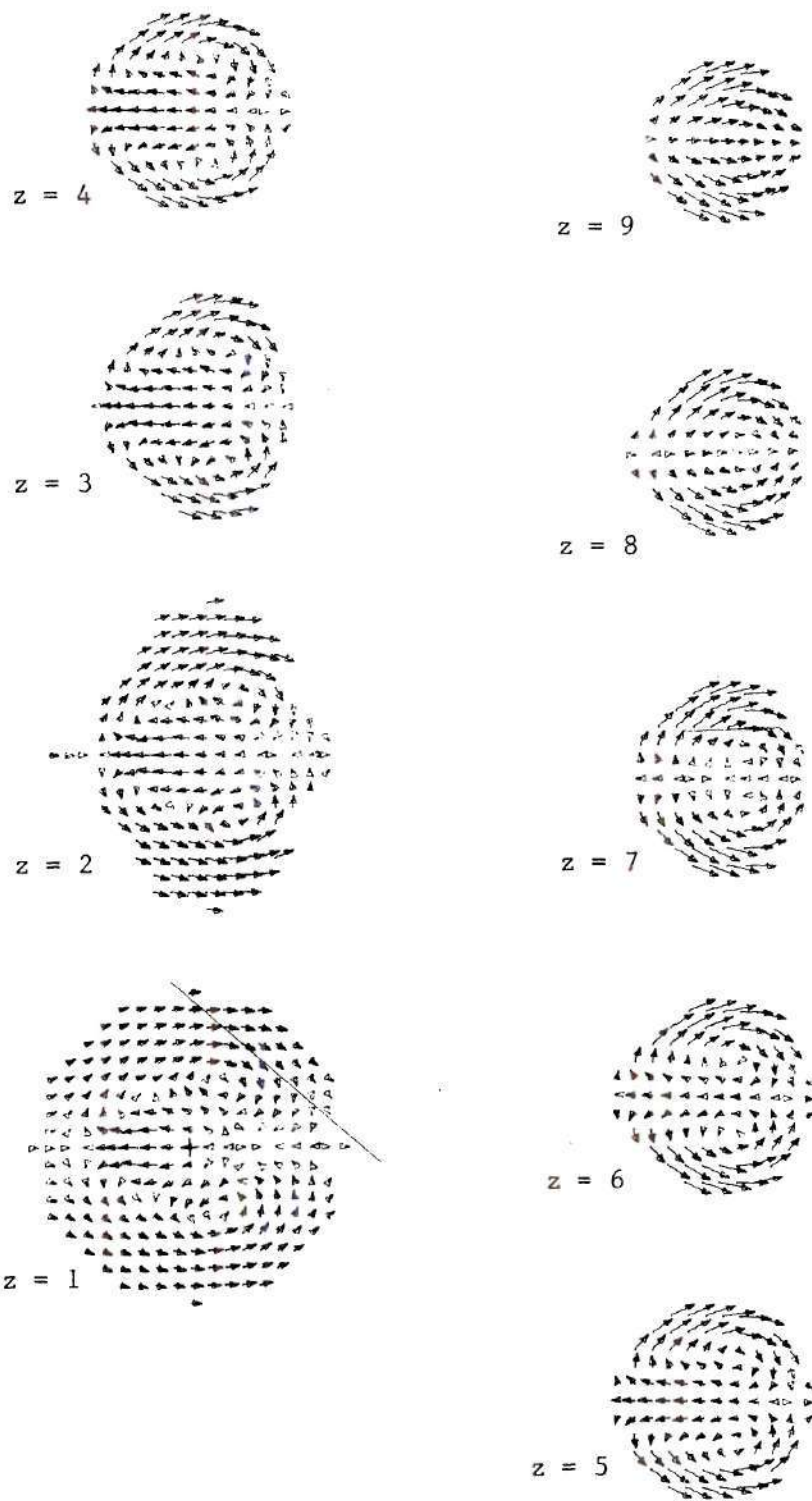 z = 4
z = 3
z = 2
z = 1
z = 9
z = 8
z = 7
z = 6
z = 5